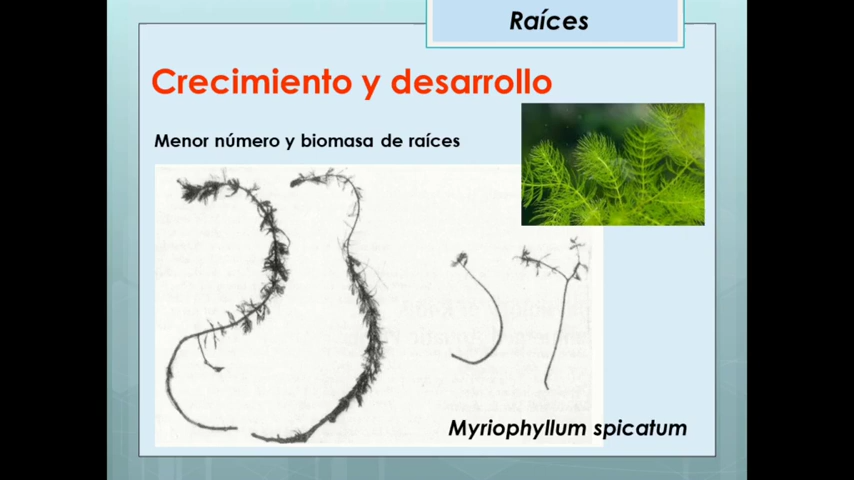 Raíces
Crecimiento y desarrollo
Menor número y biomasa de raíces
Myriophyllum spicatum